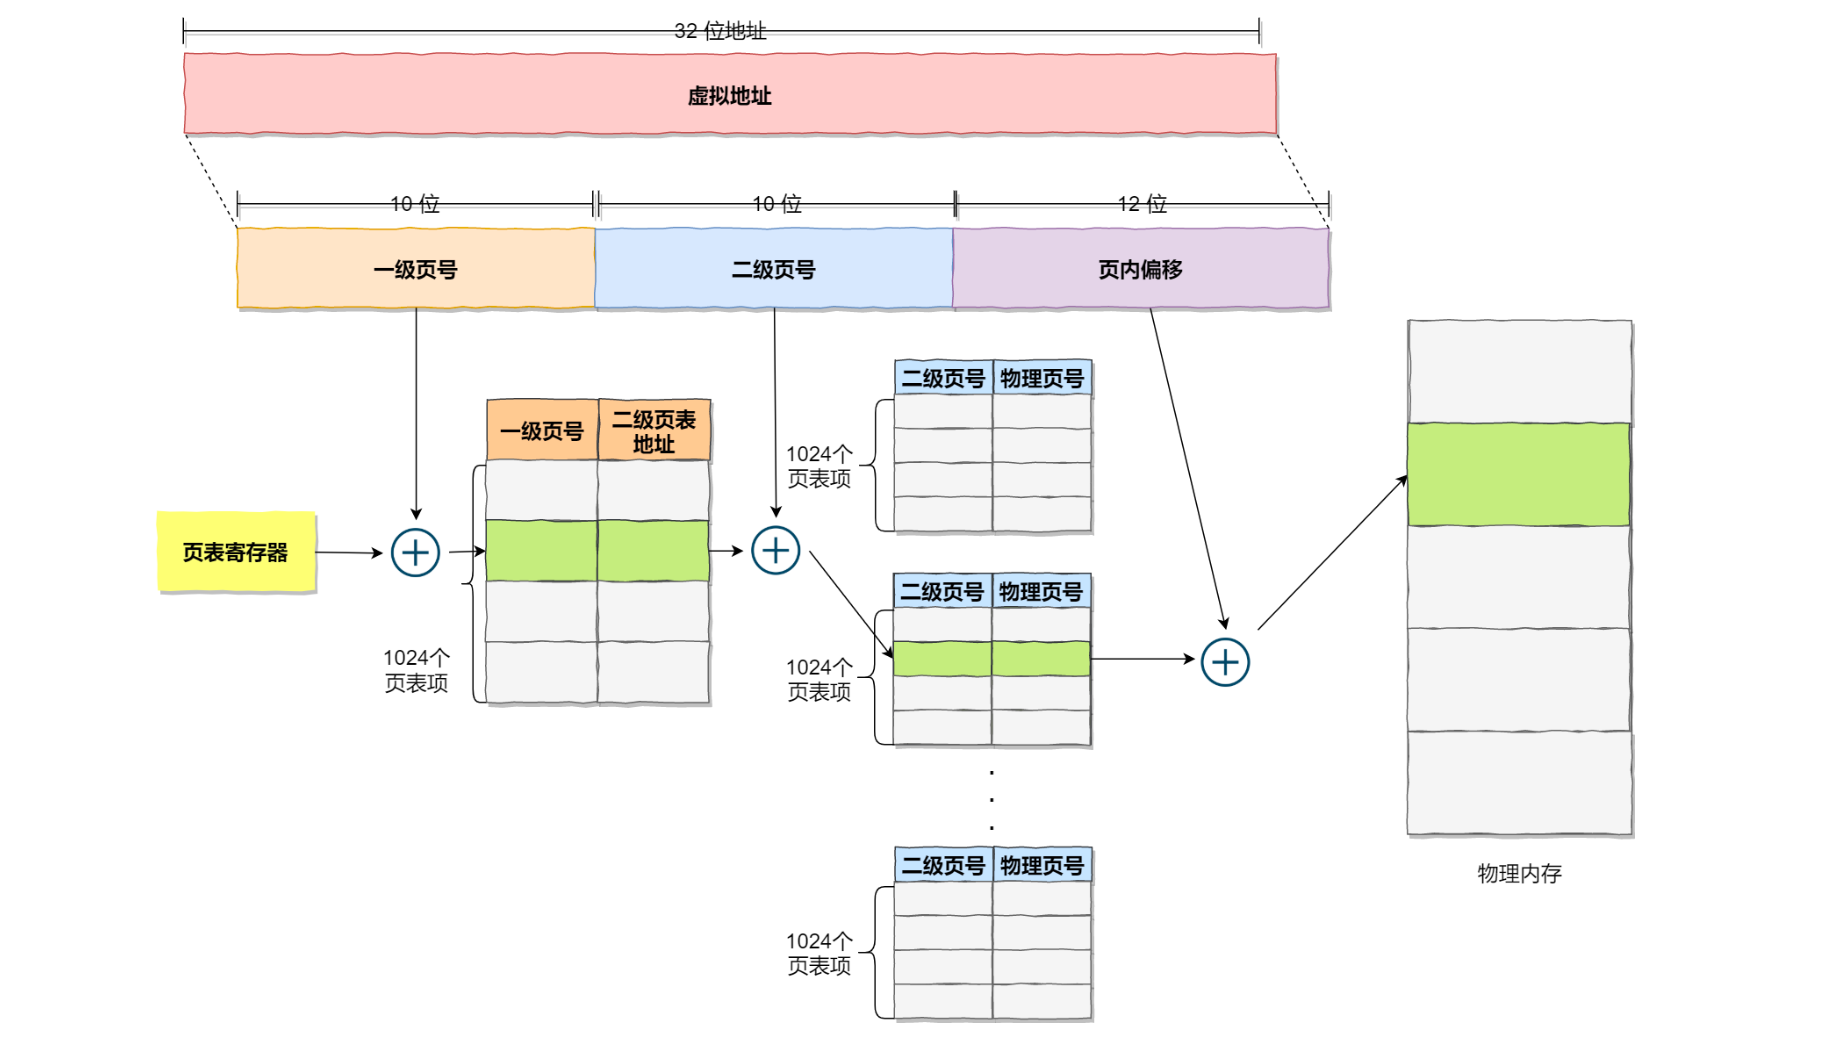 32 位地址
虚拟地址
10 位
10 位
12 位
一级页号
二级页号
页内偏移
页表寄存器
一级页号
二级页表
地址
1024个
页表项
二级页号
物理页号
1024个
页表项
二级页号
物理页号
1024个
页表项
.
.
.
二级页号
物理页号
1024个
页表项
物理内存